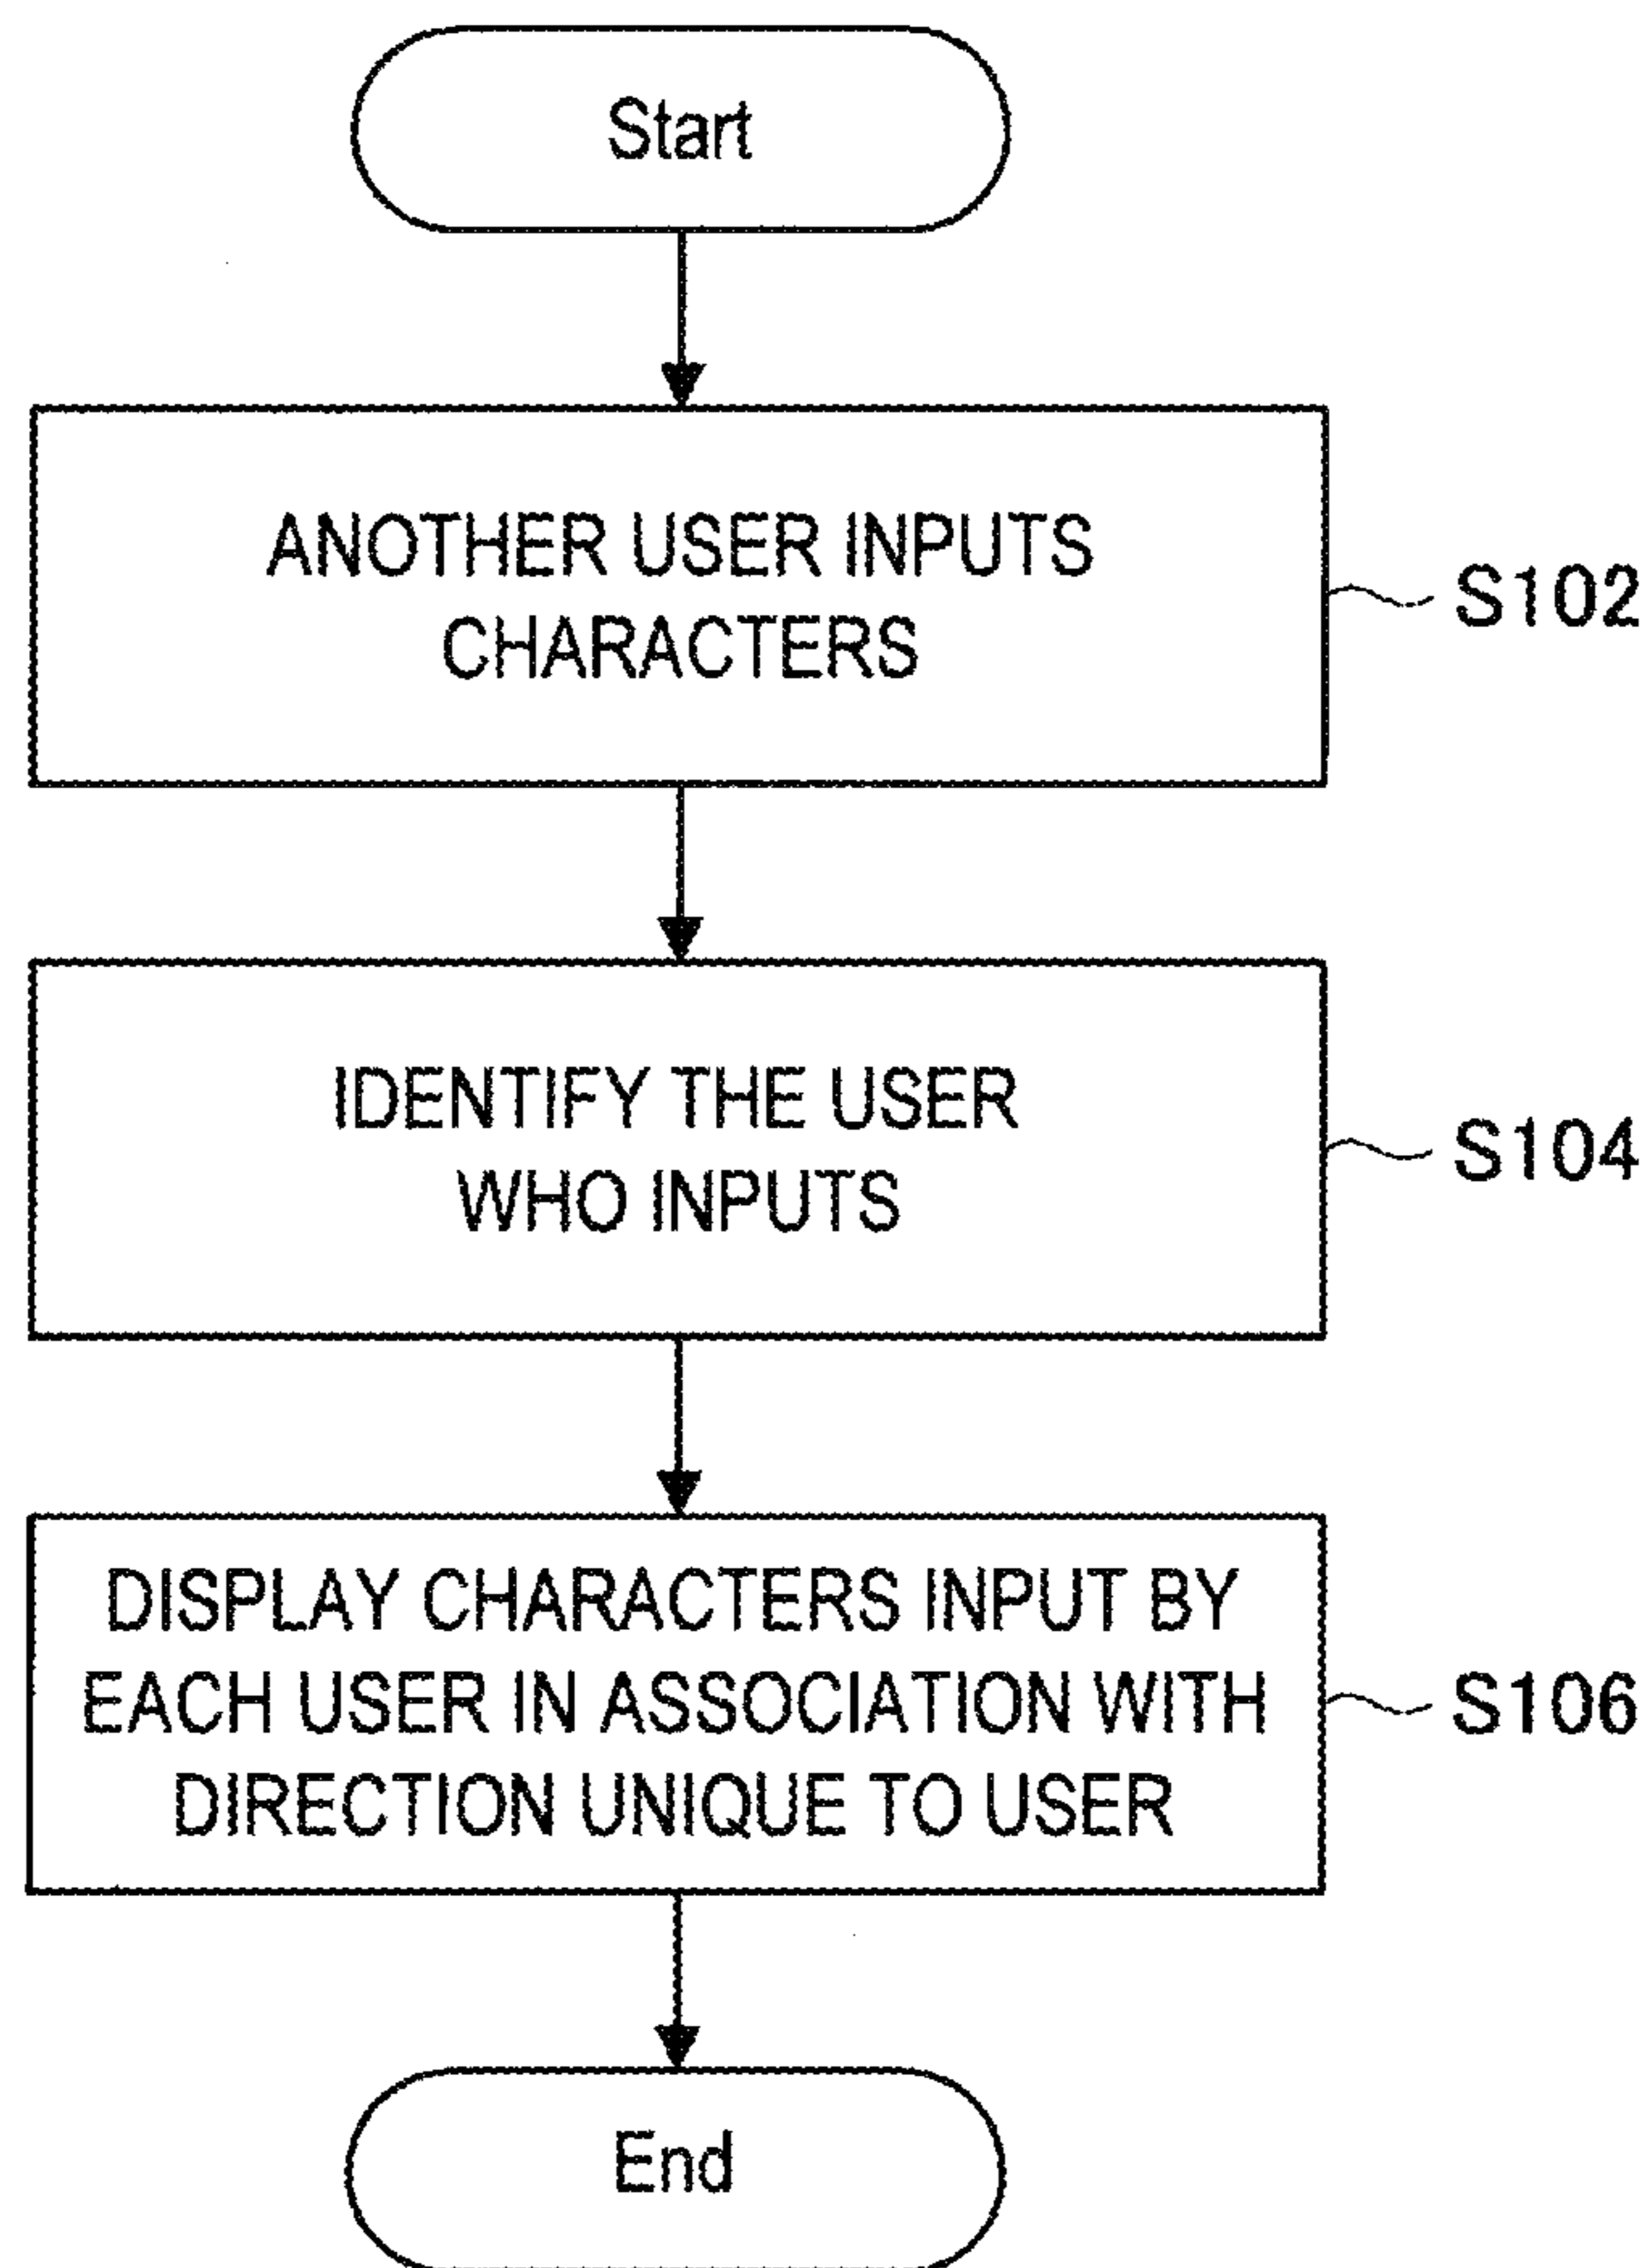 Start
ANOTHER USER INPUTS
CHARACTERS
S102
IDENTIFY THE USER
WHO INPUTS
S104
DISPLAY CHARACTERS INPUT BY
EACH USER IN ASSOCIATION WITH
DIRECTION UNIQUE TO USER
S106
End